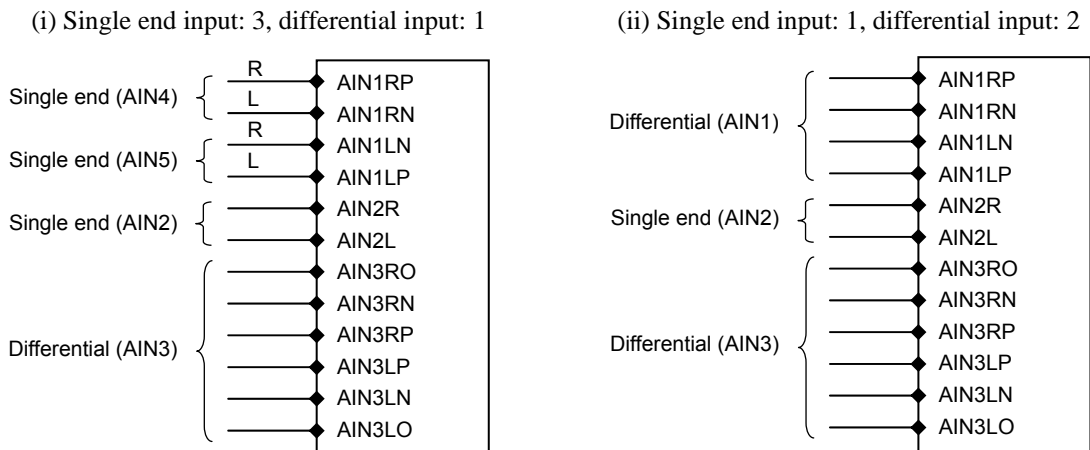 (i) Single end input: 3, differential input: 1
Single end (AIN4)
R
L
AIN1RP
AIN1RN
Single end (AIN5)
R
L
AIN1LN
AIN1LP
Single end (AIN2)
AIN2R
AIN2L
Differential (AIN3)
AIN3RO
AIN3RN
AIN3RP
AIN3LP
AIN3LN
AIN3LO
(ii) Single end input: 1, differential input: 2
Differential (AIN1)
AIN1RP
AIN1RN
AIN1LN
AIN1LP
Single end (AIN2)
AIN2R
AIN2L
Differential (AIN3)
AIN3RO
AIN3RN
AIN3RP
AIN3LP
AIN3LN
AIN3LO